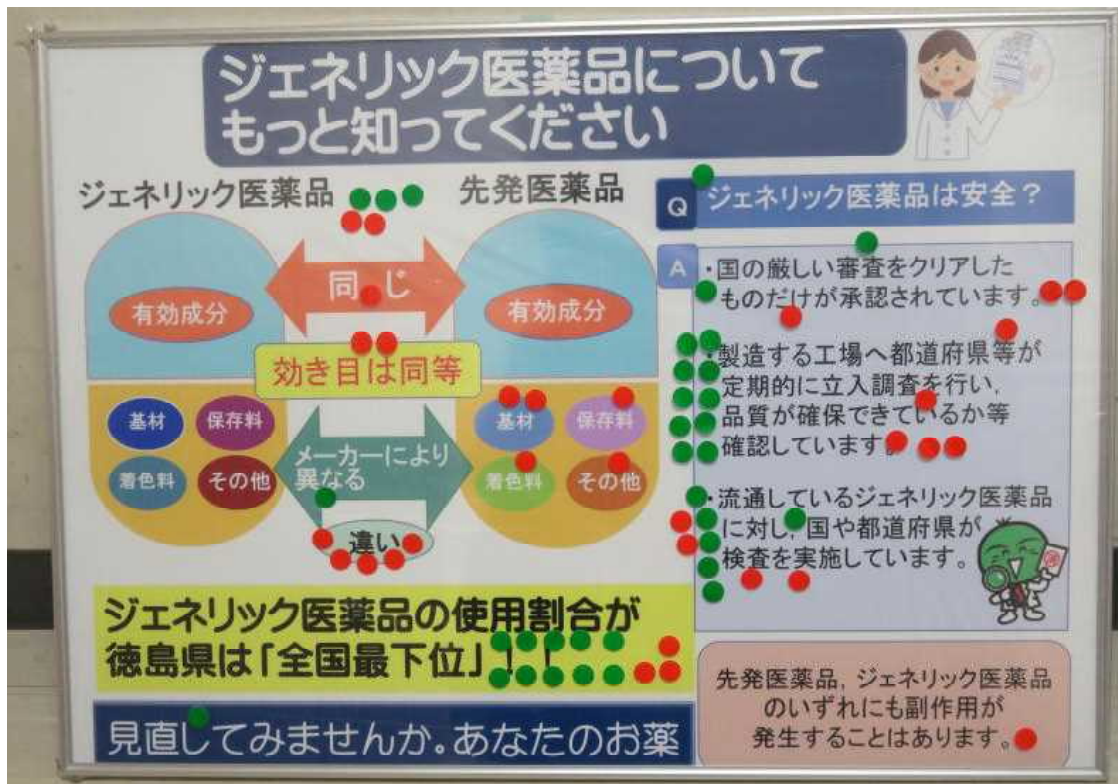 ジェネリック医薬品について
もっと知ってください
ジェネリック医薬品
先発医薬品
同じ
有効成分
有効成分
効き目は同等
基材
保存料
着色料
その他
メーカーにより
異なる
基材
保存料
着色料
その他
違い
Q
ジェネリック医薬品は安全？
A
・国の厳しい審査をクリアした
ものだけが承認されています。
・製造する工場へ都道府県等が
定期的に立入調査を行い,
品質が確保できているか等
確認しています。
・流通しているジェネリック医薬品
に対し,国や都道府県が
検査を実施しています。
ジェネリック医薬品の使用割合が
徳島県は「全国最下位」！！
見直してみませんか。あなたのお薬
先発医薬品,ジェネリック医薬品
のいずれにも副作用が
発生することはあります。